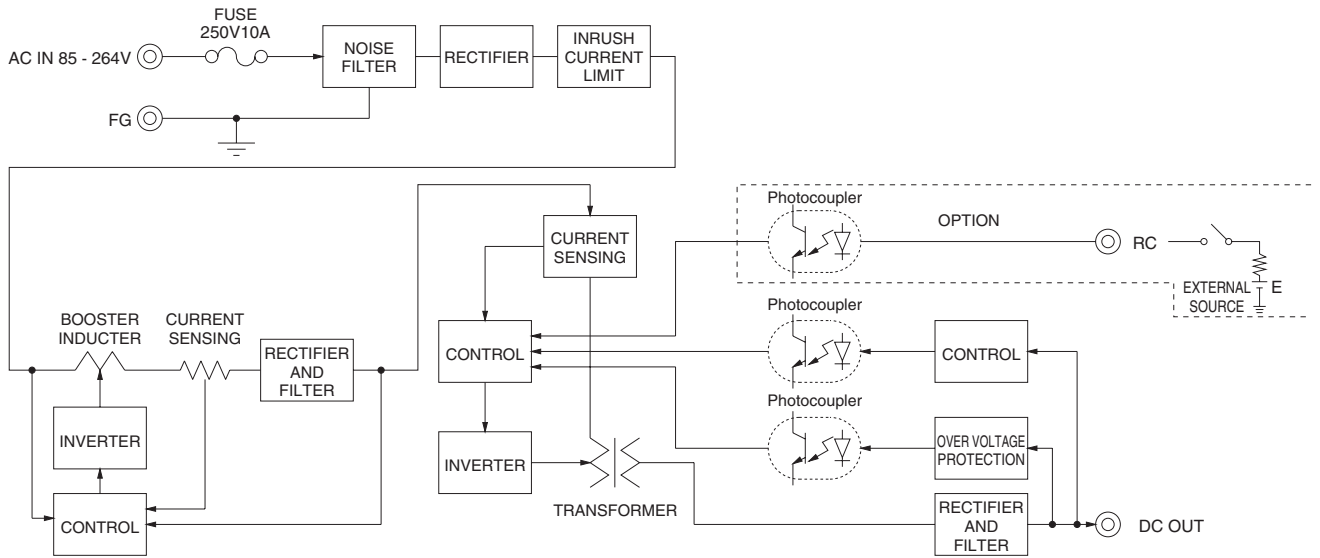 FUSE
250V10A
AC IN 85 - 264V
NOISE
FILTER
RECTIFIER
INRUSH
CURRENT
LIMIT
FG
Photocoupler
OPTION
RC
CURRENT
SENSING
EXTERNAL
SOURCE
E
BOOSTER
INDUCTER
CURRENT
SENSING
RECTIFIER
AND
FILTER
CONTROL
Photocoupler
CONTROL
Photocoupler
INVERTER
INVERTER
OVER VOLTAGE
PROTECTION
TRANSFORMER
CONTROL
RECTIFIER
AND
FILTER
DC OUT